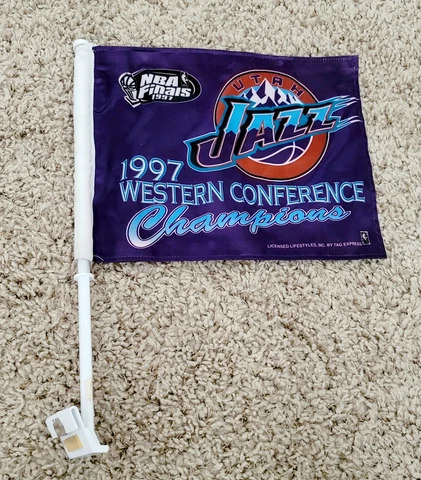 NBA
Finals
1997
UTAH
JAZZ
1997
WESTERN CONFERENCE
Champions
LICENSED LIFESTYLES, INC. BY TAG EXPRESS